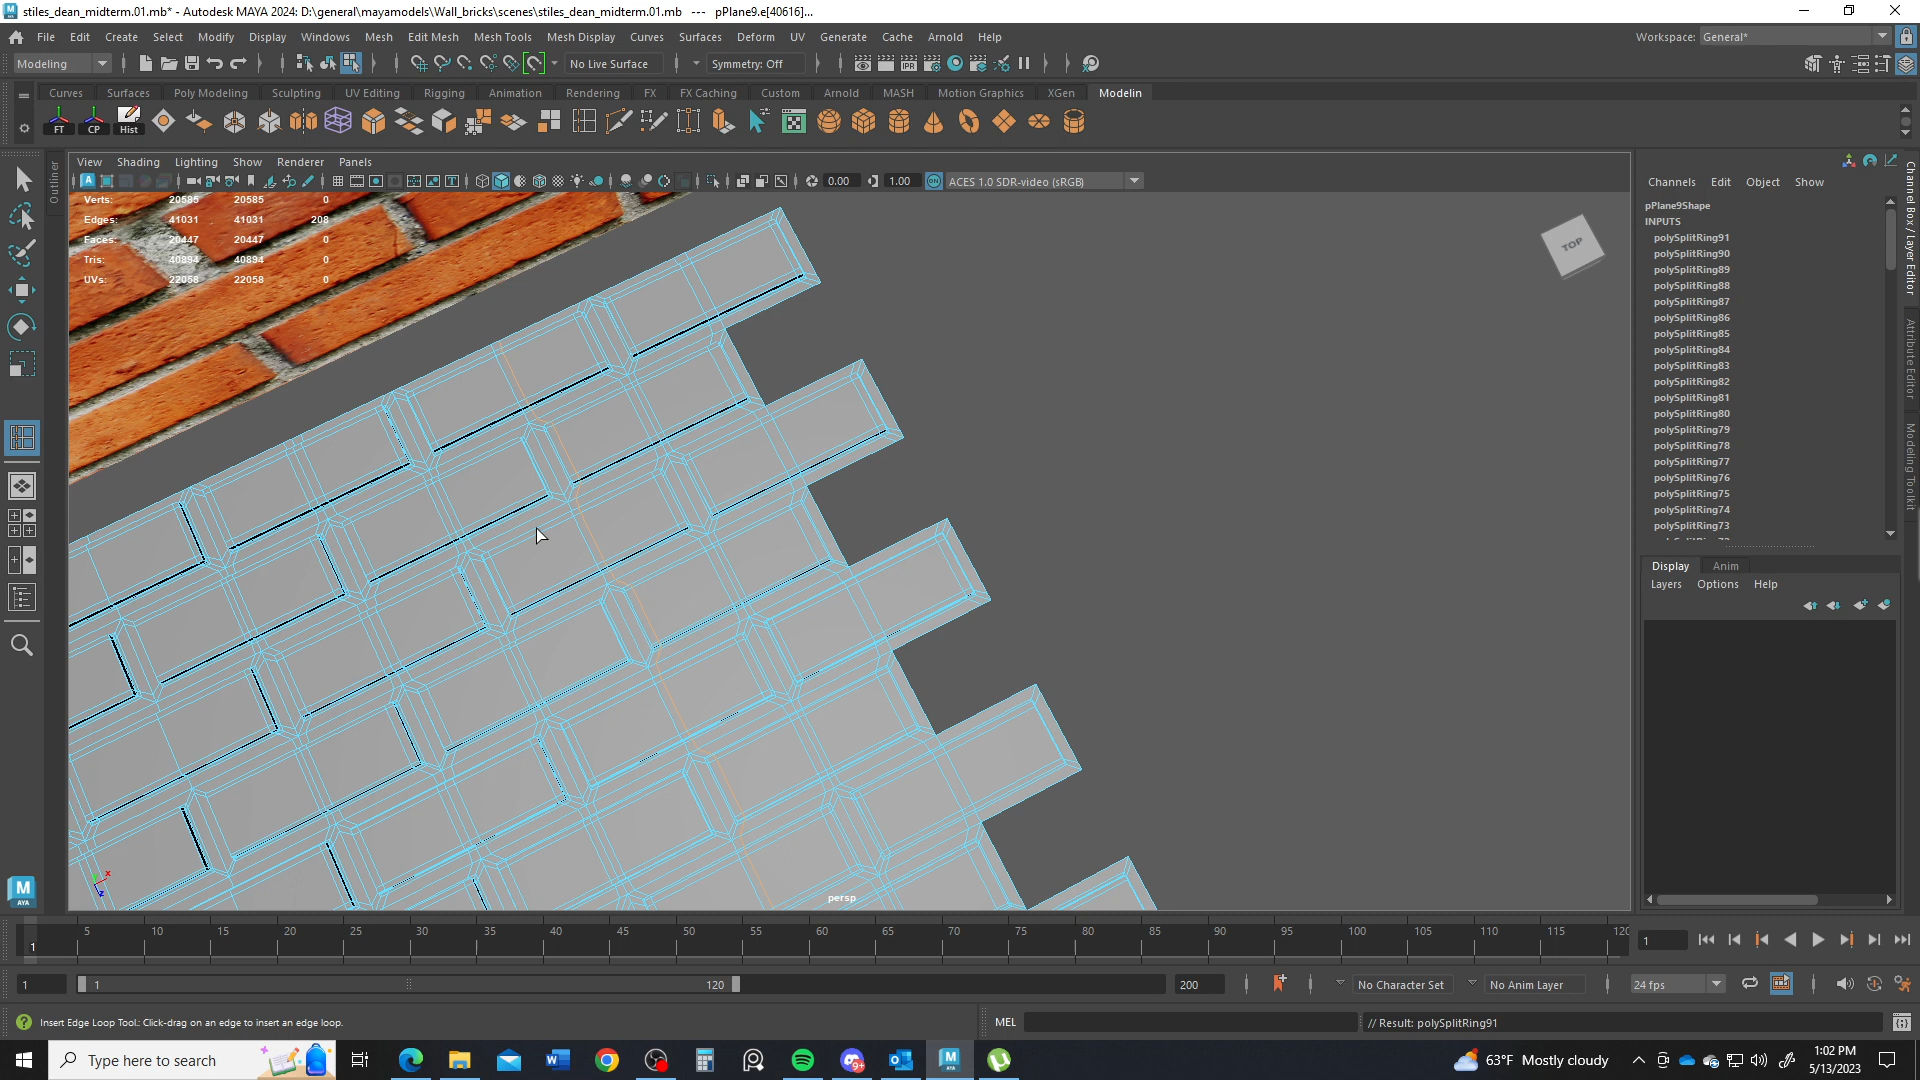 stiles_dean_midterm.01.mb* - Autodesk MAYA 2024: D:\general\mayamodels\Wall_bricks\scenes\stiles_dean_midterm.01.mb --- pPlane9.e[40616]...
File Edit Create Select Modify Display Windows Mesh Edit Mesh Mesh Tools Mesh Display Curves Surfaces Deform UV Generate Cache Arnold Help
Workspace: General*
Modeling
No Live Surface
Symmetry: Off
Curves Surfaces Poly Modeling Sculpting UV Editing Rigging Animation Rendering FX FX Caching Custom Arnold MASH Motion Graphics XGen Modelin
FT CP Hist
View Shading Lighting Show Renderer Panels
0.00 1.00 ON ACES 1.0 SDR-video (sRGB)
Outliner
Verts: 20585 20585 0
Edges: 41031 41031 208
Faces: 20447 20447 0
Tris: 40894 40894 0
UVs: 22058 22058 0
TOP
x
z
persp
Channels Edit Object Show
pPlane9Shape
INPUTS
polySplitRing91
polySplitRing90
polySplitRing89
polySplitRing88
polySplitRing87
polySplitRing86
polySplitRing85
polySplitRing84
polySplitRing83
polySplitRing82
polySplitRing81
polySplitRing80
polySplitRing79
polySplitRing78
polySplitRing77
polySplitRing76
polySplitRing75
polySplitRing74
polySplitRing73
Channel Box / Layer Editor
Attribute Editor
Modeling Toolkit
Display Anim
Layers Options Help
M
AYA
5 10 15 20 25 30 35 40 45 50 55 60 65 70 75 80 85 90 95 100 105 110 115 120
1
1
1 1 120 200
No Character Set
No Anim Layer
24 fps
Insert Edge Loop Tool: Click-drag on an edge to insert an edge loop.
MEL
// Result: polySplitRing91
Type here to search
9+
63°F Mostly cloudy
1:02 PM
5/13/2023